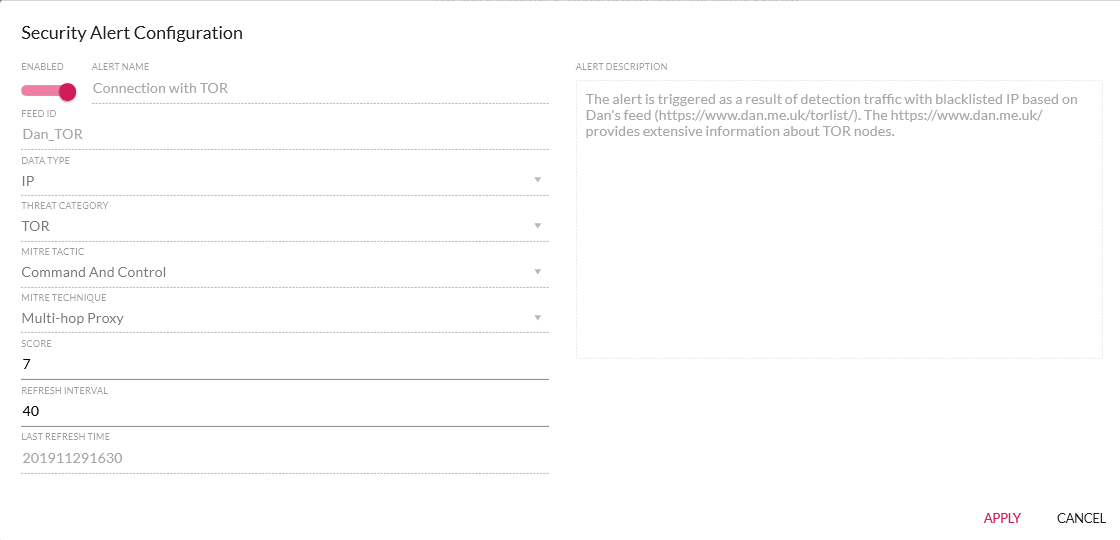 Security Alert Configuration
ENABLED
ALERT NAME
Connection with TOR
FEED ID
Dan_TOR
DATA TYPE
IP
THREAT CATEGORY
TOR
MITRE TACTIC
Command And Control
MITRE TECHNIQUE
Multi-hop Proxy
SCORE
7
REFRESH INTERVAL
40
LAST REFRESH TIME
201911291630
ALERT DESCRIPTION
The alert is triggered as a result of detection traffic with blacklisted IP based on
Dan's feed (https://www.dan.me.uk/torlist/). The https://www.dan.me.uk/
provides extensive information about TOR nodes.
APPLY
CANCEL